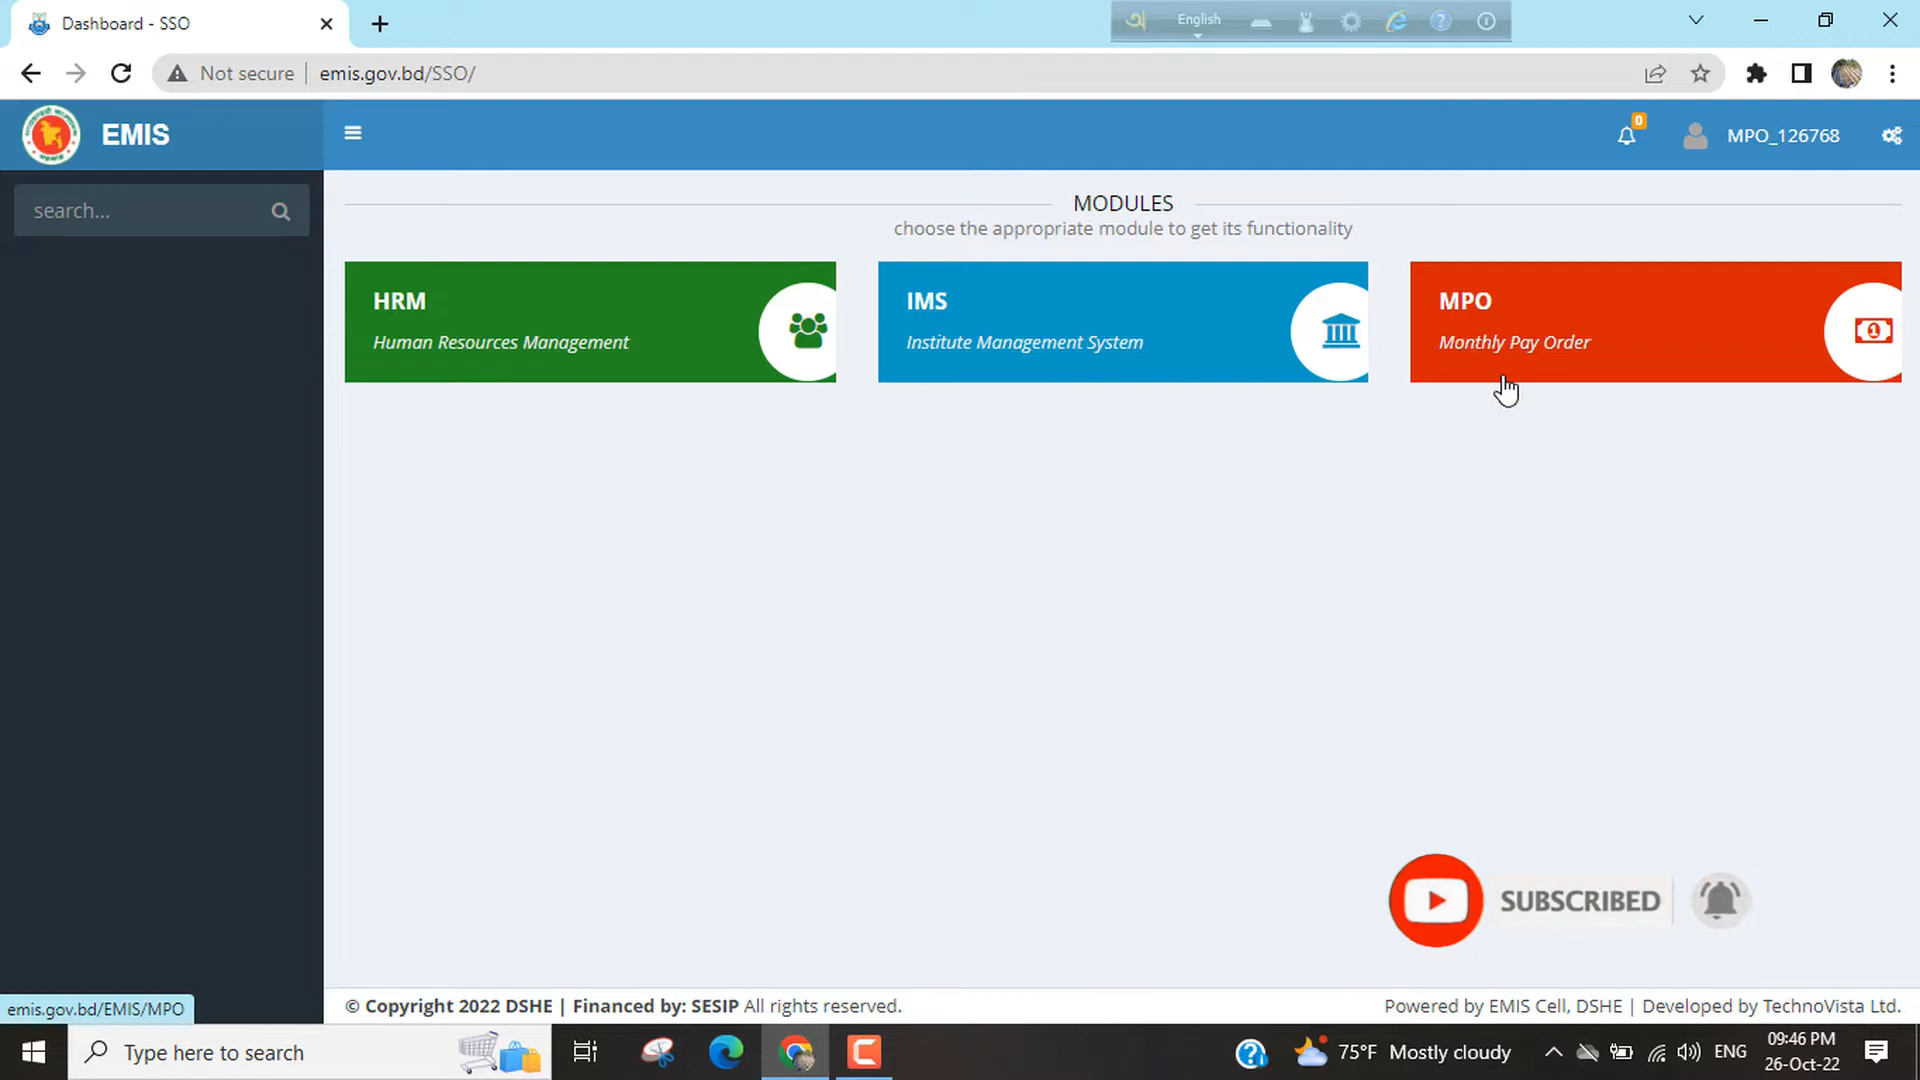 Dashboard - SSO
English
Not secure
emis.gov.bd/SSO/
EMIS
0
MPO_126768
search...
MODULES
choose the appropriate module to get its functionality
HRM
Human Resources Management
IMS
Institute Management System
MPO
Monthly Pay Order
SUBSCRIBED
emis.gov.bd/EMIS/MPO
© Copyright 2022 DSHE | Financed by: SESIP All rights reserved.
Powered by EMIS Cell, DSHE | Developed by TechnoVista Ltd.
Type here to search
75°F Mostly cloudy
ENG
09:46 PM
26-Oct-22